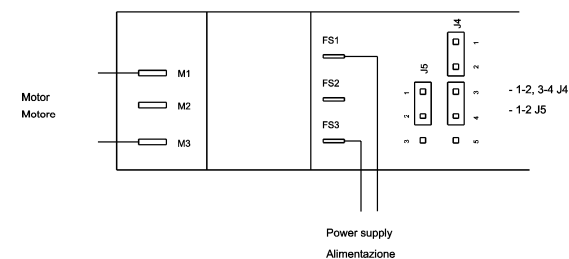 Motor
Motore
M1
M2
M3
FS1
FS2
FS3
J5
1
2
3
J4
1
2
3
4
5
- 1-2, 3-4 J4
- 1-2 J5
Power supply
Alimentazione